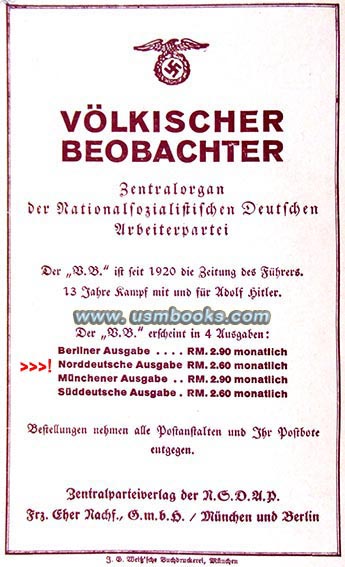 VÖLKISCHER
BEOBACHTER
Zentralorgan
der Nationalsozialistischen Deutschen
Arbeiterpartei
Der „V.B.“ ist seit 1920 die Zeitung des Führers.
13 Jahre Kampf mit und für Adolf Hitler.
www.usmbooks.com
Der „V.B.“ erscheint in 4 Ausgaben:
Berliner Ausgabe .... RM. 2.90 monatlich
>>>! Norddeutsche Ausgabe RM. 2.60 monatlich
Münchener Ausgabe .. RM. 2.90 monatlich
Süddeutsche Ausgabe . RM. 2.60 monatlich
Bestellungen nehmen alle Postanstalten und Ihr Postbote
entgegen.
Zentralparteiverlag der N.S.D.A.P.
Frz. Eher Nachf., G.m.b.H. / München und Berlin
J. G. Weiß'sche Buchdruckerei, München